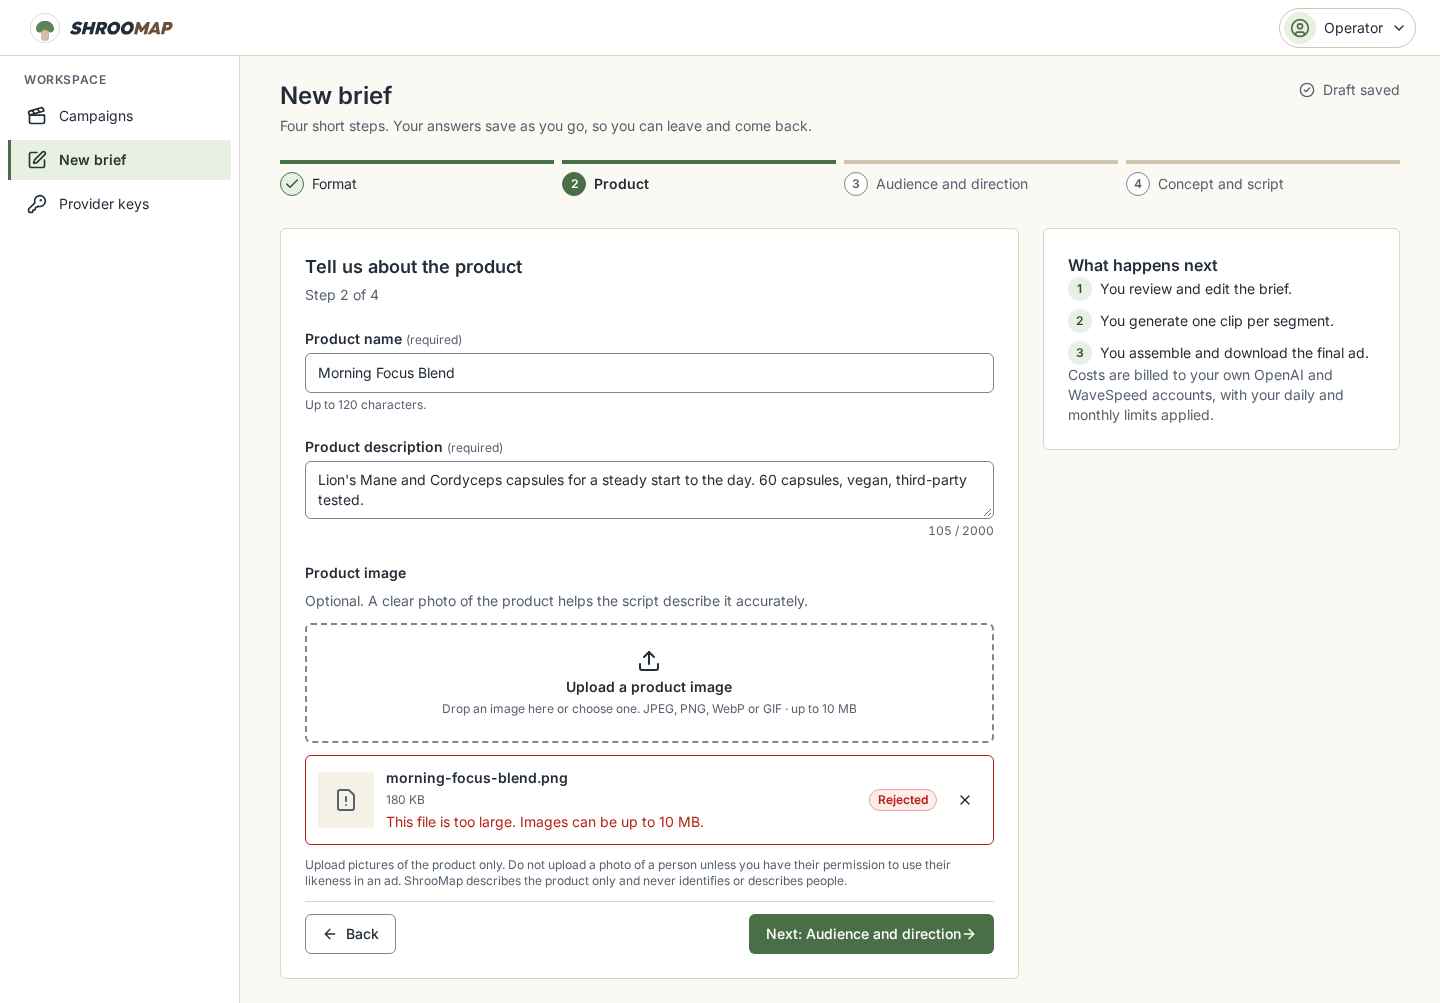 SHROOMAP
Operator
WORKSPACE
Campaigns
New brief
Provider keys
New brief
Draft saved
Four short steps. Your answers save as you go, so you can leave and come back.
Format
2 Product
3 Audience and direction
4 Concept and script
Tell us about the product
Step 2 of 4
Product name (required)
Morning Focus Blend
Up to 120 characters.
Product description (required)
Lion's Mane and Cordyceps capsules for a steady start to the day. 60 capsules, vegan, third-party
tested.
105 / 2000
Product image
Optional. A clear photo of the product helps the script describe it accurately.
Upload a product image
Drop an image here or choose one. JPEG, PNG, WebP or GIF · up to 10 MB
morning-focus-blend.png
180 KB
This file is too large. Images can be up to 10 MB.
Rejected
Upload pictures of the product only. Do not upload a photo of a person unless you have their permission to use their
likeness in an ad. ShrooMap describes the product only and never identifies or describes people.
Back
Next: Audience and direction
What happens next
1 You review and edit the brief.
2 You generate one clip per segment.
3 You assemble and download the final ad.
Costs are billed to your own OpenAI and
WaveSpeed accounts, with your daily and
monthly limits applied.